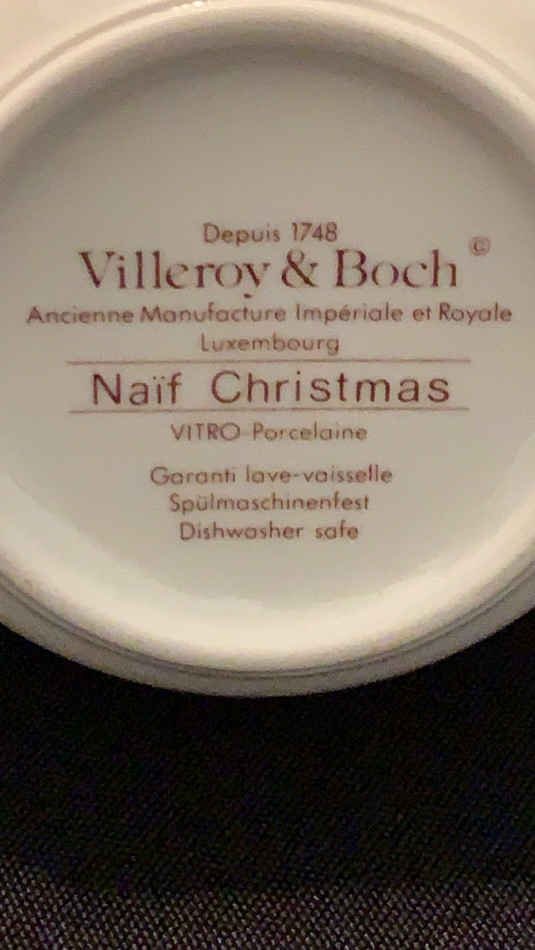 Depuis 1748
Villeroy & Boch ©
Ancienne Manufacture Impériale et Royale
Luxembourg
Naïf Christmas
VITRO-Porcelaine
Garanti lave-vaisselle
Spülmaschinenfest
Dishwasher safe